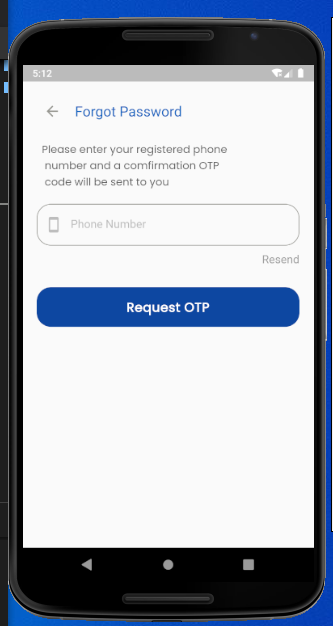 5:12
Forgot Password
Please enter your registered phone
number and a comfirmation OTP
code will be sent to you
Phone Number
Resend
Request OTP